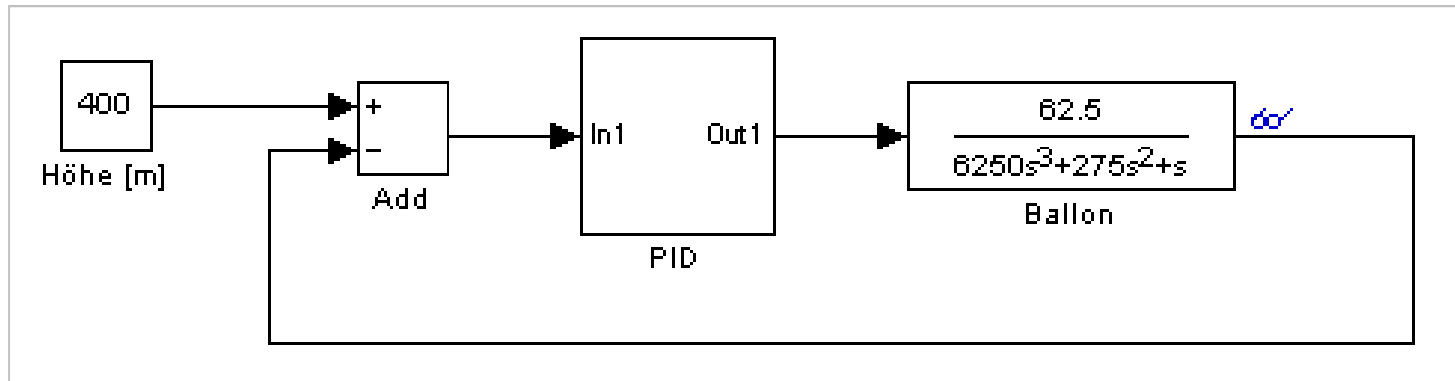 400
Höhe [m]
+
−
Add
In1
Out1
PID
62.5
6250s³+275s²+s
Ballon